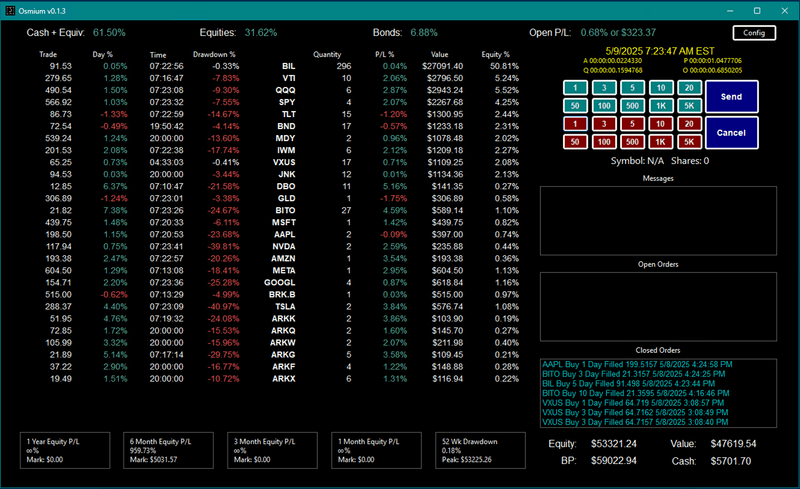 Osmium v0.1.3
Cash + Equiv: 61.50% Equities: 31.62% Bonds: 6.88% Open P/L: 0.68% or $323.37 Config
5/9/2025 7:23:47 AM EST
A 00:00:00.0224330 P 00:00:01.0477706
Q 00:00:00.1594768 O 00:00:00.6850205
Trade Day % Time Drawdown % Quantity P/L % Value Equity %
91.53 0.05% 07:22:56 -0.33% BIL 296 0.04% $27091.40 50.81%
279.65 1.28% 07:16:47 -7.83% VTI 10 2.06% $2796.50 5.24%
490.54 1.50% 07:23:08 -9.30% QQQ 6 2.87% $2943.24 5.52%
566.92 1.03% 07:23:32 -7.55% SPY 4 2.07% $2267.68 4.25%
86.73 -1.33% 07:22:59 -14.67% TLT 15 -1.20% $1300.95 2.44%
72.54 -0.49% 19:50:42 -4.14% BND 17 -0.57% $1233.18 2.31%
539.24 1.24% 20:00:00 -13.60% MDY 2 0.96% $1078.48 2.02%
201.53 2.08% 07:22:38 -17.74% IWM 6 2.12% $1209.18 2.27%
65.25 0.73% 04:33:03 -0.41% VXUS 17 0.71% $1109.25 2.08%
94.53 0.03% 20:00:00 -3.44% JNK 12 0.01% $1134.36 2.13%
12.85 6.37% 07:10:47 -21.58% DBO 11 5.16% $141.35 0.27%
306.89 -1.24% 07:23:01 -3.38% GLD 1 -1.75% $306.89 0.58%
21.82 7.38% 07:23:26 -24.67% BITO 27 4.59% $589.14 1.10%
439.75 1.48% 07:20:33 -6.11% MSFT 1 1.42% $439.75 0.82%
198.50 1.15% 07:20:53 -23.68% AAPL 2 -0.09% $397.00 0.74%
117.94 0.75% 07:23:41 -39.81% NVDA 2 2.59% $235.88 0.44%
193.38 2.47% 07:22:57 -20.26% AMZN 1 3.54% $193.38 0.36%
604.50 1.29% 07:13:08 -18.41% META 1 2.95% $604.50 1.13%
154.71 2.20% 07:23:36 -25.28% GOOGL 4 0.87% $618.84 1.16%
515.00 -0.62% 07:13:29 -4.99% BRK.B 1 0.03% $515.00 0.97%
288.37 4.40% 07:23:09 -40.97% TSLA 2 3.84% $576.74 1.08%
51.95 4.76% 07:19:32 -24.08% ARKK 2 3.86% $103.90 0.19%
72.85 1.72% 20:00:00 -15.53% ARKQ 2 1.60% $145.70 0.27%
105.99 3.32% 20:00:00 -15.96% ARKW 2 2.07% $211.98 0.40%
21.89 5.14% 07:17:14 -29.75% ARKG 5 3.58% $109.45 0.21%
37.22 2.90% 20:00:00 -16.77% ARKF 4 1.22% $148.88 0.28%
19.49 1.51% 20:00:00 -10.72% ARKX 6 1.31% $116.94 0.22%
1 3 5 10 20
50 100 500 1K 5K
Send
1 3 5 10 20
50 100 500 1K 5K
Cancel
Symbol: N/A Shares: 0
Messages
Open Orders
Closed Orders
AAPL Buy 1 Day Filled 199.5157 5/8/2025 4:24:58 PM
BITO Buy 3 Day Filled 21.3157 5/8/2025 4:24:25 PM
BIL Buy 5 Day Filled 91.498 5/8/2025 4:23:44 PM
BITO Buy 10 Day Filled 21.3595 5/8/2025 4:16:46 PM
VXUS Buy 1 Day Filled 64.719 5/8/2025 3:08:57 PM
VXUS Buy 3 Day Filled 64.7162 5/8/2025 3:08:49 PM
VXUS Buy 3 Day Filled 64.7157 5/8/2025 3:08:40 PM
1 Year Equity P/L
∞%
Mark: $0.00
6 Month Equity P/L
959.73%
Mark: $5031.57
3 Month Equity P/L
∞%
Mark: $0.00
1 Month Equity P/L
∞%
Mark: $0.00
52 Wk Drawdown
0.18%
Peak: $53225.26
Equity: $53321.24 Value: $47619.54
BP: $59022.94 Cash: $5701.70